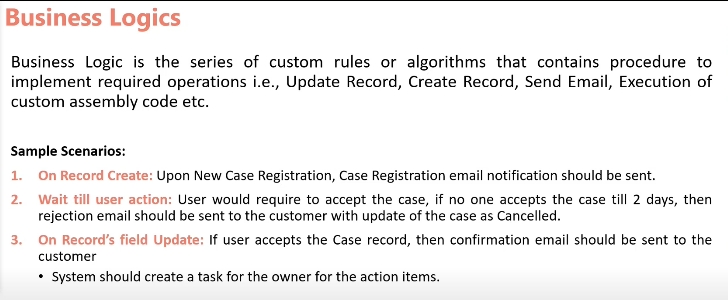 Business Logics
Business Logic is the series of custom rules or algorithms that contains procedure to
implement required operations i.e., Update Record, Create Record, Send Email, Execution of
custom assembly code etc.
Sample Scenarios:
1. On Record Create: Upon New Case Registration, Case Registration email notification should be sent.
2. Wait till user action: User would require to accept the case, if no one accepts the case till 2 days, then
rejection email should be sent to the customer with update of the case as Cancelled.
3. On Record’s field Update: If user accepts the Case record, then confirmation email should be sent to the
customer
• System should create a task for the owner for the action items.